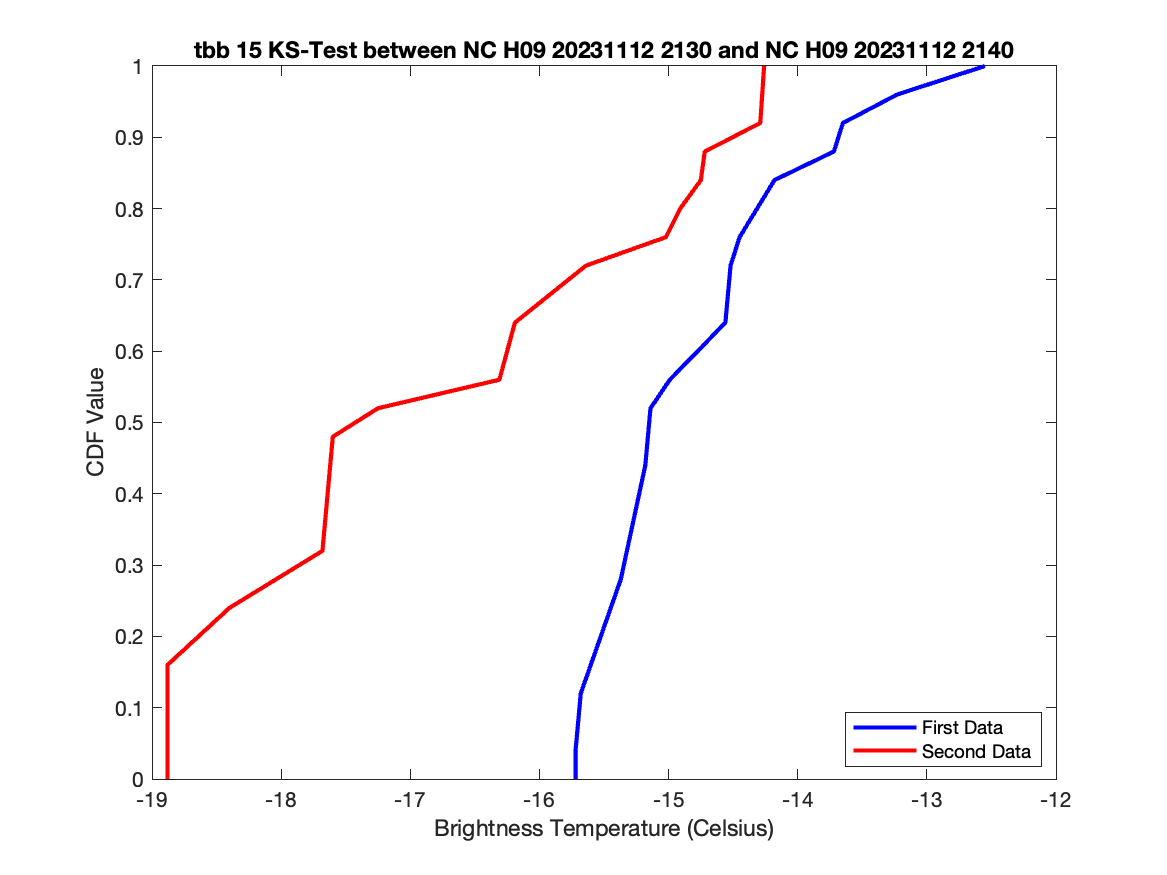 tbb 15 KS-Test between NC H09 20231112 2130 and NC H09 20231112 2140
1
0.9
0.8
0.7
0.6
0.5
0.4
0.3
0.2
0.1
0
CDF Value
First Data
Second Data
-19 -18 -17 -16 -15 -14 -13 -12
Brightness Temperature (Celsius)